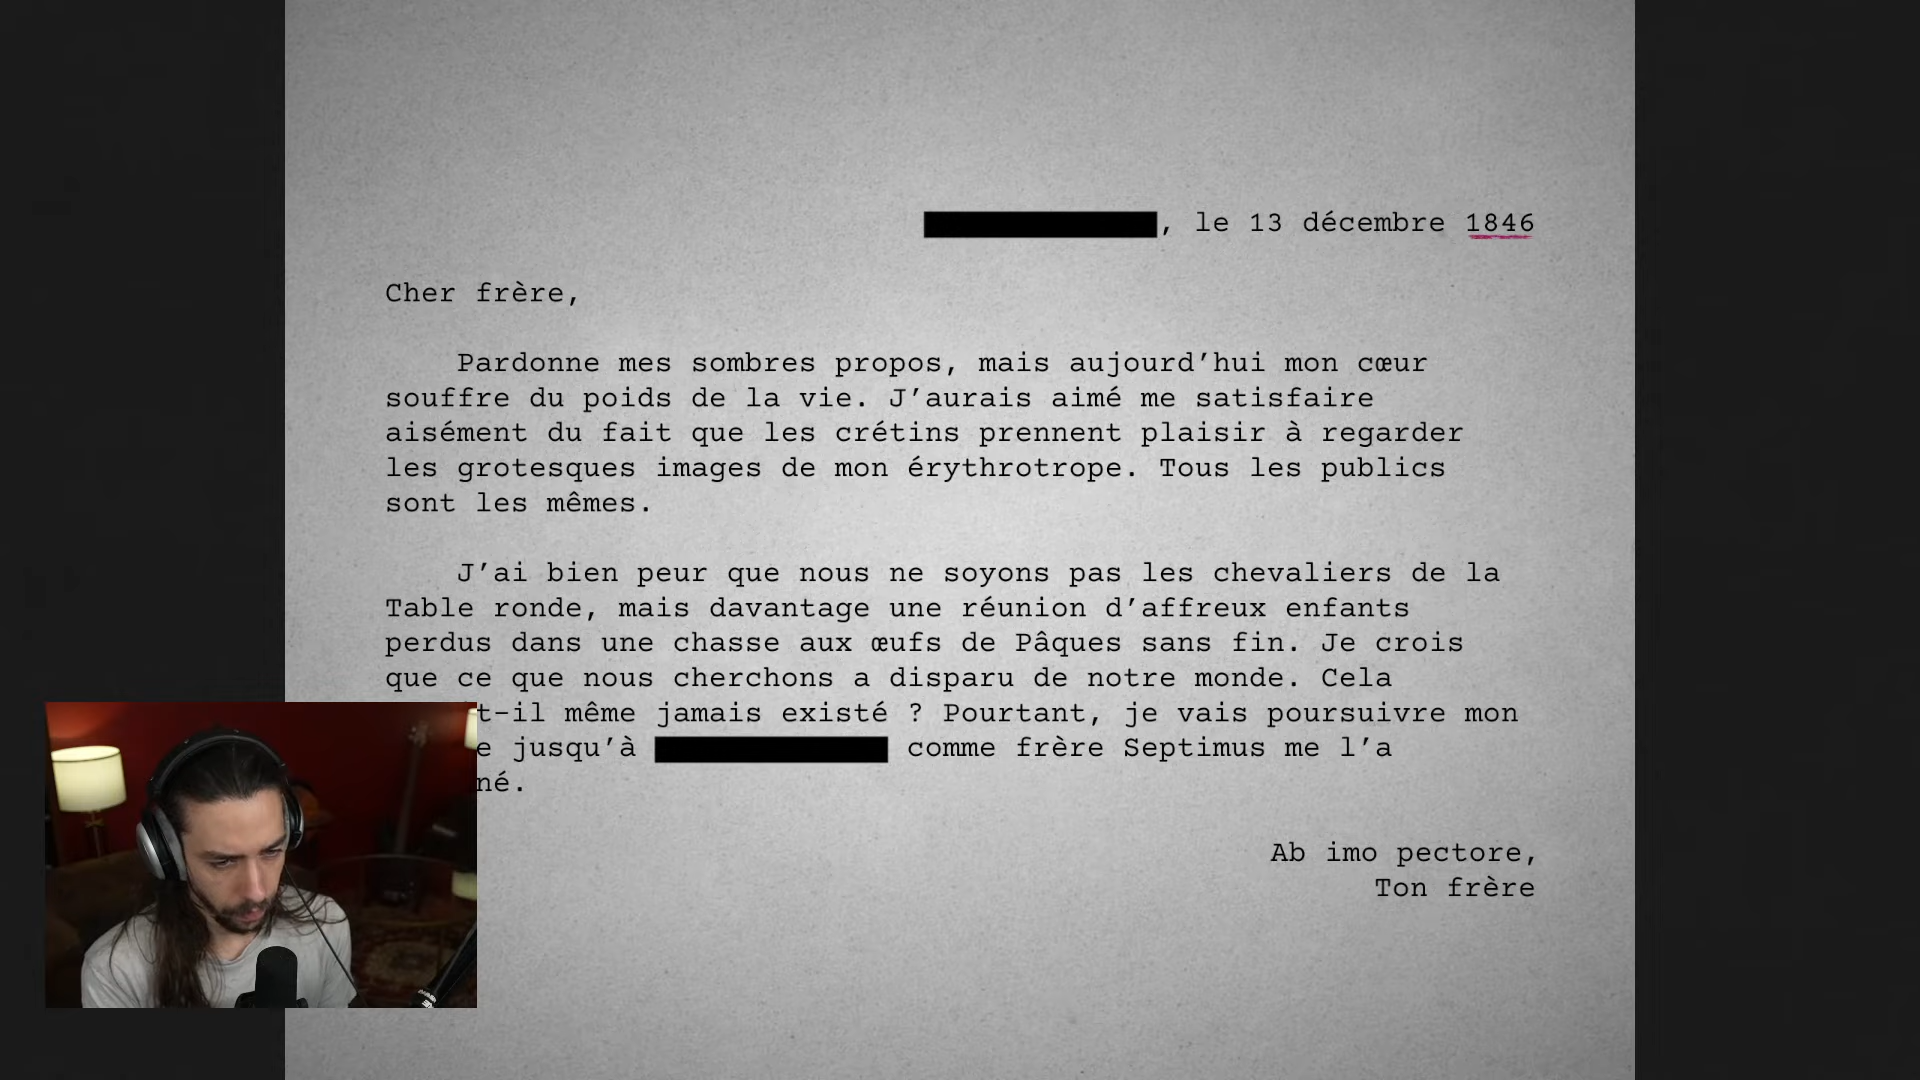 , le 13 décembre 1846
Cher frère,
Pardonne mes sombres propos, mais aujourd’hui mon cœur
souffre du poids de la vie. J’aurais aimé me satisfaire
aisément du fait que les crétins prennent plaisir à regarder
les grotesques images de mon érythrotrope. Tous les publics
sont les mêmes.
J’ai bien peur que nous ne soyons pas les chevaliers de la
Table ronde, mais davantage une réunion d’affreux enfants
perdus dans une chasse aux œufs de Pâques sans fin. Je crois
que ce que nous cherchons a disparu de notre monde. Cela
t-il même jamais existé ? Pourtant, je vais poursuivre mon
e jusqu’à comme frère Septimus me l’a
né.
Ab imo pectore,
Ton frère